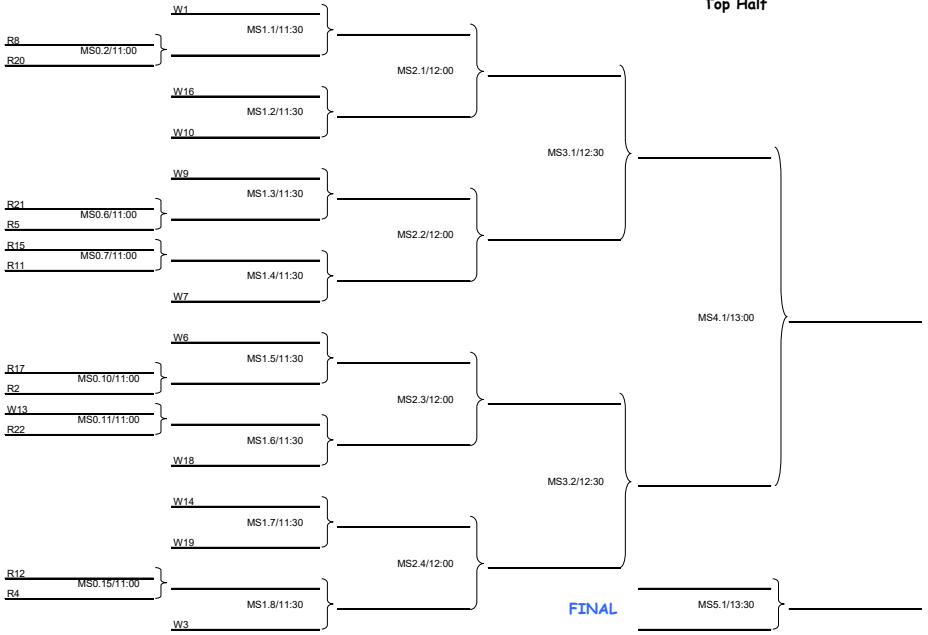 Top Half
W1
MS1.1/11:30
R8
MS0.2/11:00
R20
MS2.1/12:00
W16
MS1.2/11:30
W10
MS3.1/12:30
W9
MS1.3/11:30
R21
MS0.6/11:00
R5
MS2.2/12:00
R15
MS0.7/11:00
R11
MS1.4/11:30
W7
MS4.1/13:00
W6
MS1.5/11:30
R17
MS0.10/11:00
R2
MS2.3/12:00
W13
MS0.11/11:00
R22
MS1.6/11:30
W18
MS3.2/12:30
W14
MS1.7/11:30
W19
MS2.4/12:00
R12
MS0.15/11:00
R4
MS1.8/11:30
W3
FINAL
MS5.1/13:30